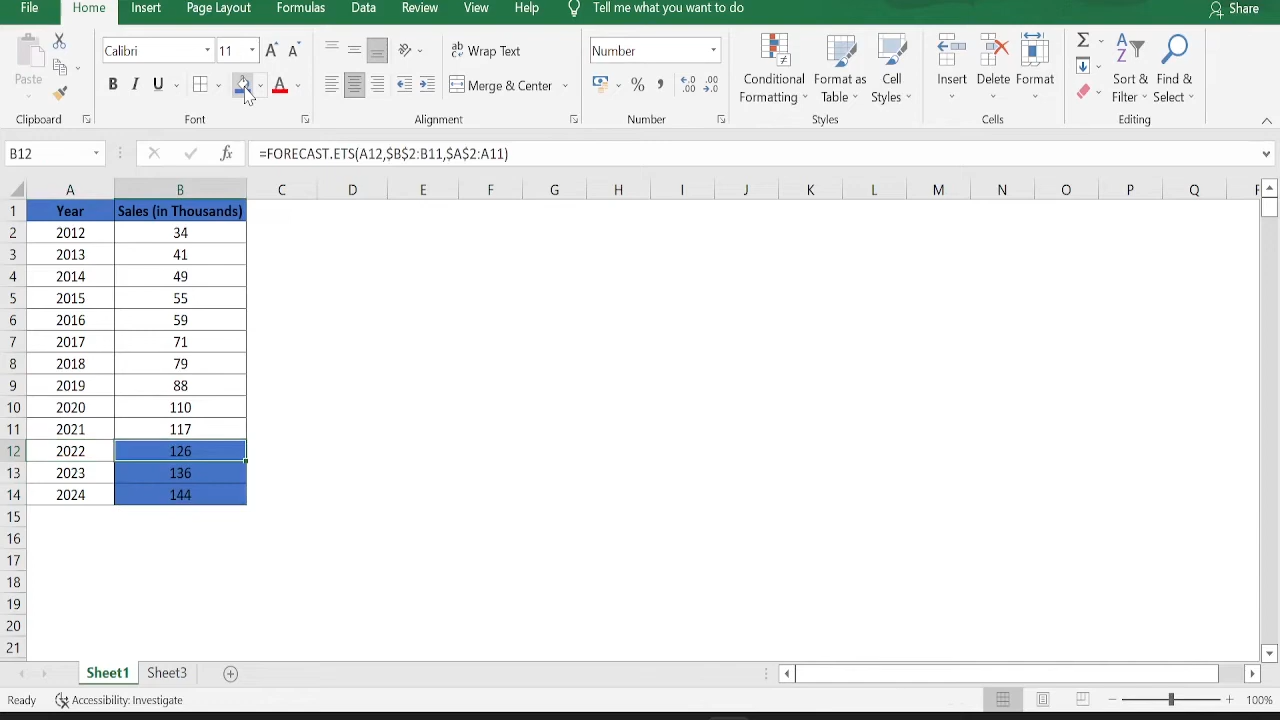 File Home Insert Page Layout Formulas Data Review View Help Tell me what you want to do Share
Calibri 11 Wrap Text Number
Paste B I U A Merge & Center % , Conditional Formatting Format as Table Cell Styles Insert Delete Format Sort & Filter Find & Select
Clipboard Font Alignment Number Styles Cells Editing
B12 fx =FORECAST.ETS(A12,$B$2:B11,$A$2:A11)
A B C D E F G H I J K L M N O P Q
1 Year Sales (in Thousands)
2 2012 34
3 2013 41
4 2014 49
5 2015 55
6 2016 59
7 2017 71
8 2018 79
9 2019 88
10 2020 110
11 2021 117
12 2022 126
13 2023 136
14 2024 144
15
16
17
18
19
20
21
Sheet1 Sheet3
Ready Accessibility: Investigate 100%